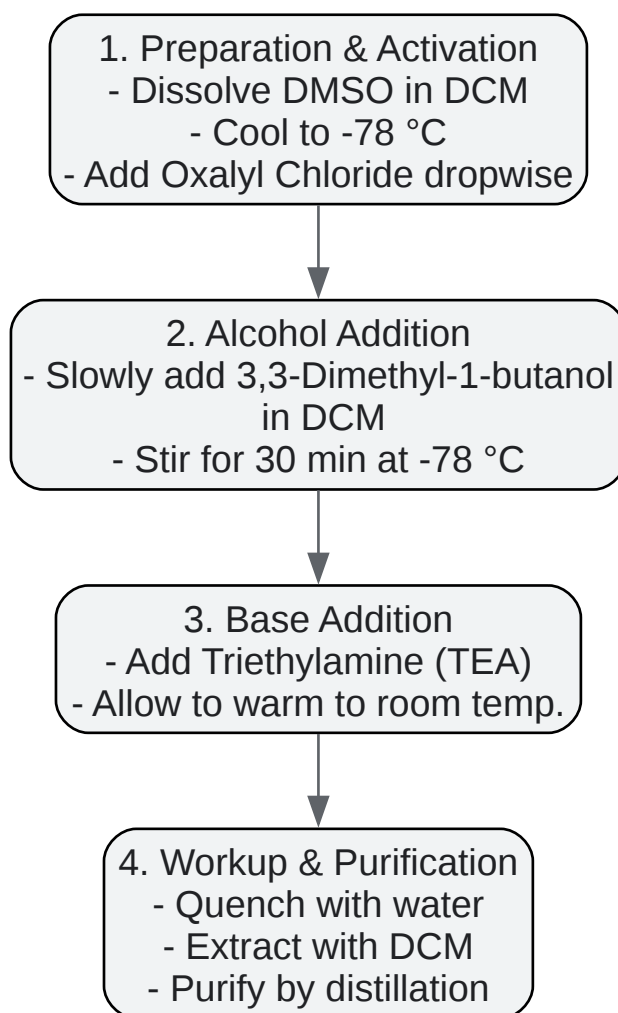 1. Preparation & Activation
- Dissolve DMSO in DCM
- Cool to -78 °C
- Add Oxalyl Chloride dropwise
2. Alcohol Addition
- Slowly add 3,3-Dimethyl-1-butanol
in DCM
- Stir for 30 min at -78 °C
3. Base Addition
- Add Triethylamine (TEA)
- Allow to warm to room temp.
4. Workup & Purification
- Quench with water
- Extract with DCM
- Purify by distillation